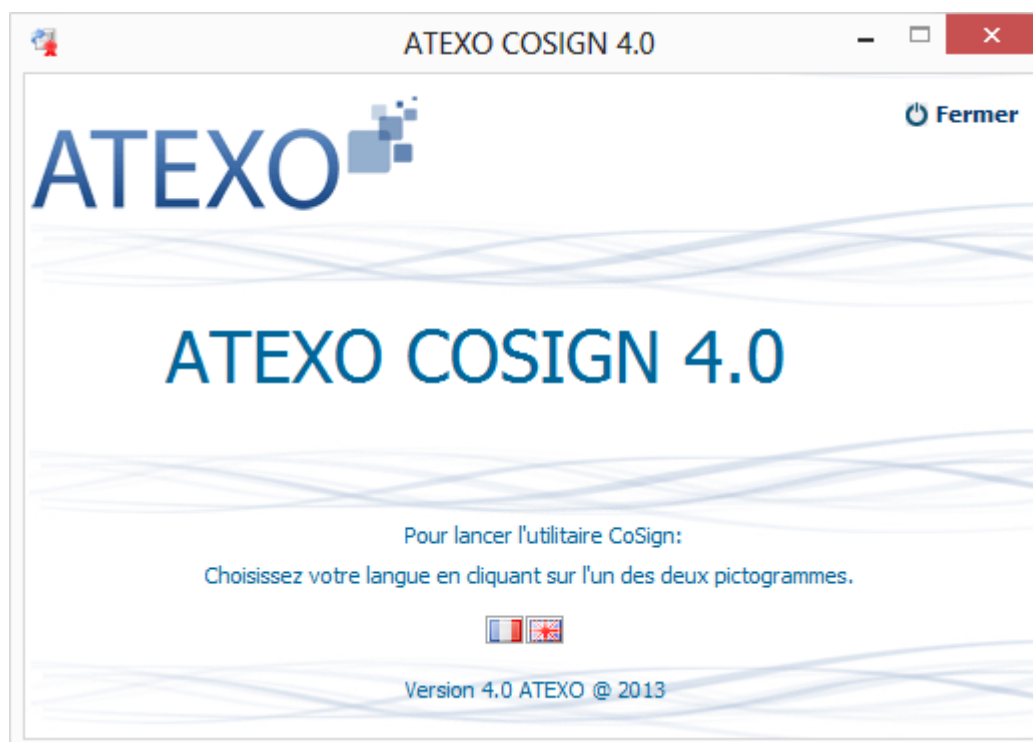 ATEXO COSIGN 4.0
Fermer
ATEXO
ATEXO COSIGN 4.0
Pour lancer l'utilitaire CoSign:
Choisissez votre langue en cliquant sur l'un des deux pictogrammes.
Version 4.0 ATEXO @ 2013